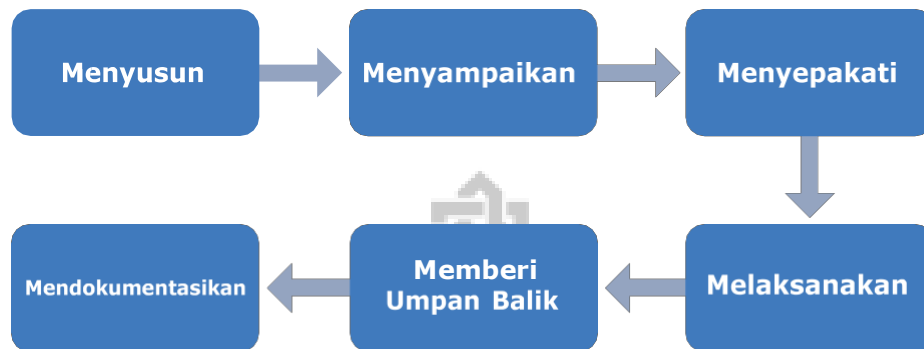 Menyusun
Menyampaikan
Menyepakati
Melaksanakan
Memberi
Umpan Balik
Mendokumentasikan